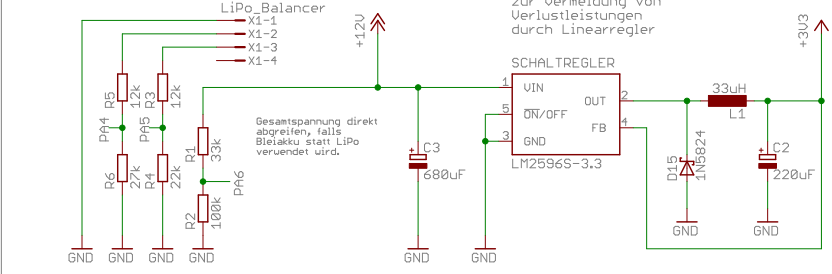 LiPo_Balancer
zur Vermeidung von
Verlustleistungen
durch Linearregler
X1-1
X1-2
X1-3
X1-4
+12V
+3V3
SCHALTREGLER
1 VIN
OUT 2
5 ON/OFF
FB 4
3 GND
LM2596S-3.3
33uH
L1
R5 12k
R3 12k
PA4
PA5
R6 27k
R4 22k
R1 33k
PA6
R2 100k
Gesamtspannung direkt
abgreifen, falls
Bleiakku statt LiPo
verwendet wird.
+ C3
680uF
D15 1N5824
+ C2
220uF
GND
GND
GND
GND
GND
GND
GND
GND